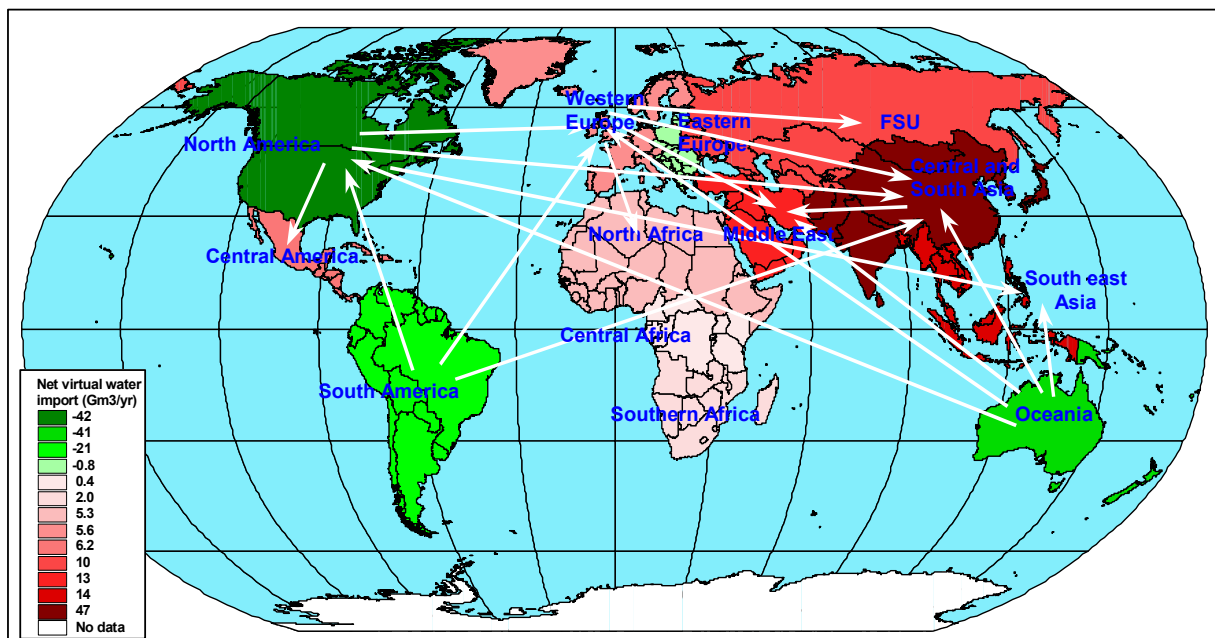 Western
Europe
Eastern
Europe
FSU
North America
Central and
South Asia
North Africa
Middle East
Central America
South east
Asia
Central Africa
South America
Southern Africa
Oceania
Net virtual water
import (Gm3/yr)
-42
-41
-21
-0.8
0.4
2.0
5.3
5.6
6.2
10
13
14
47
No data